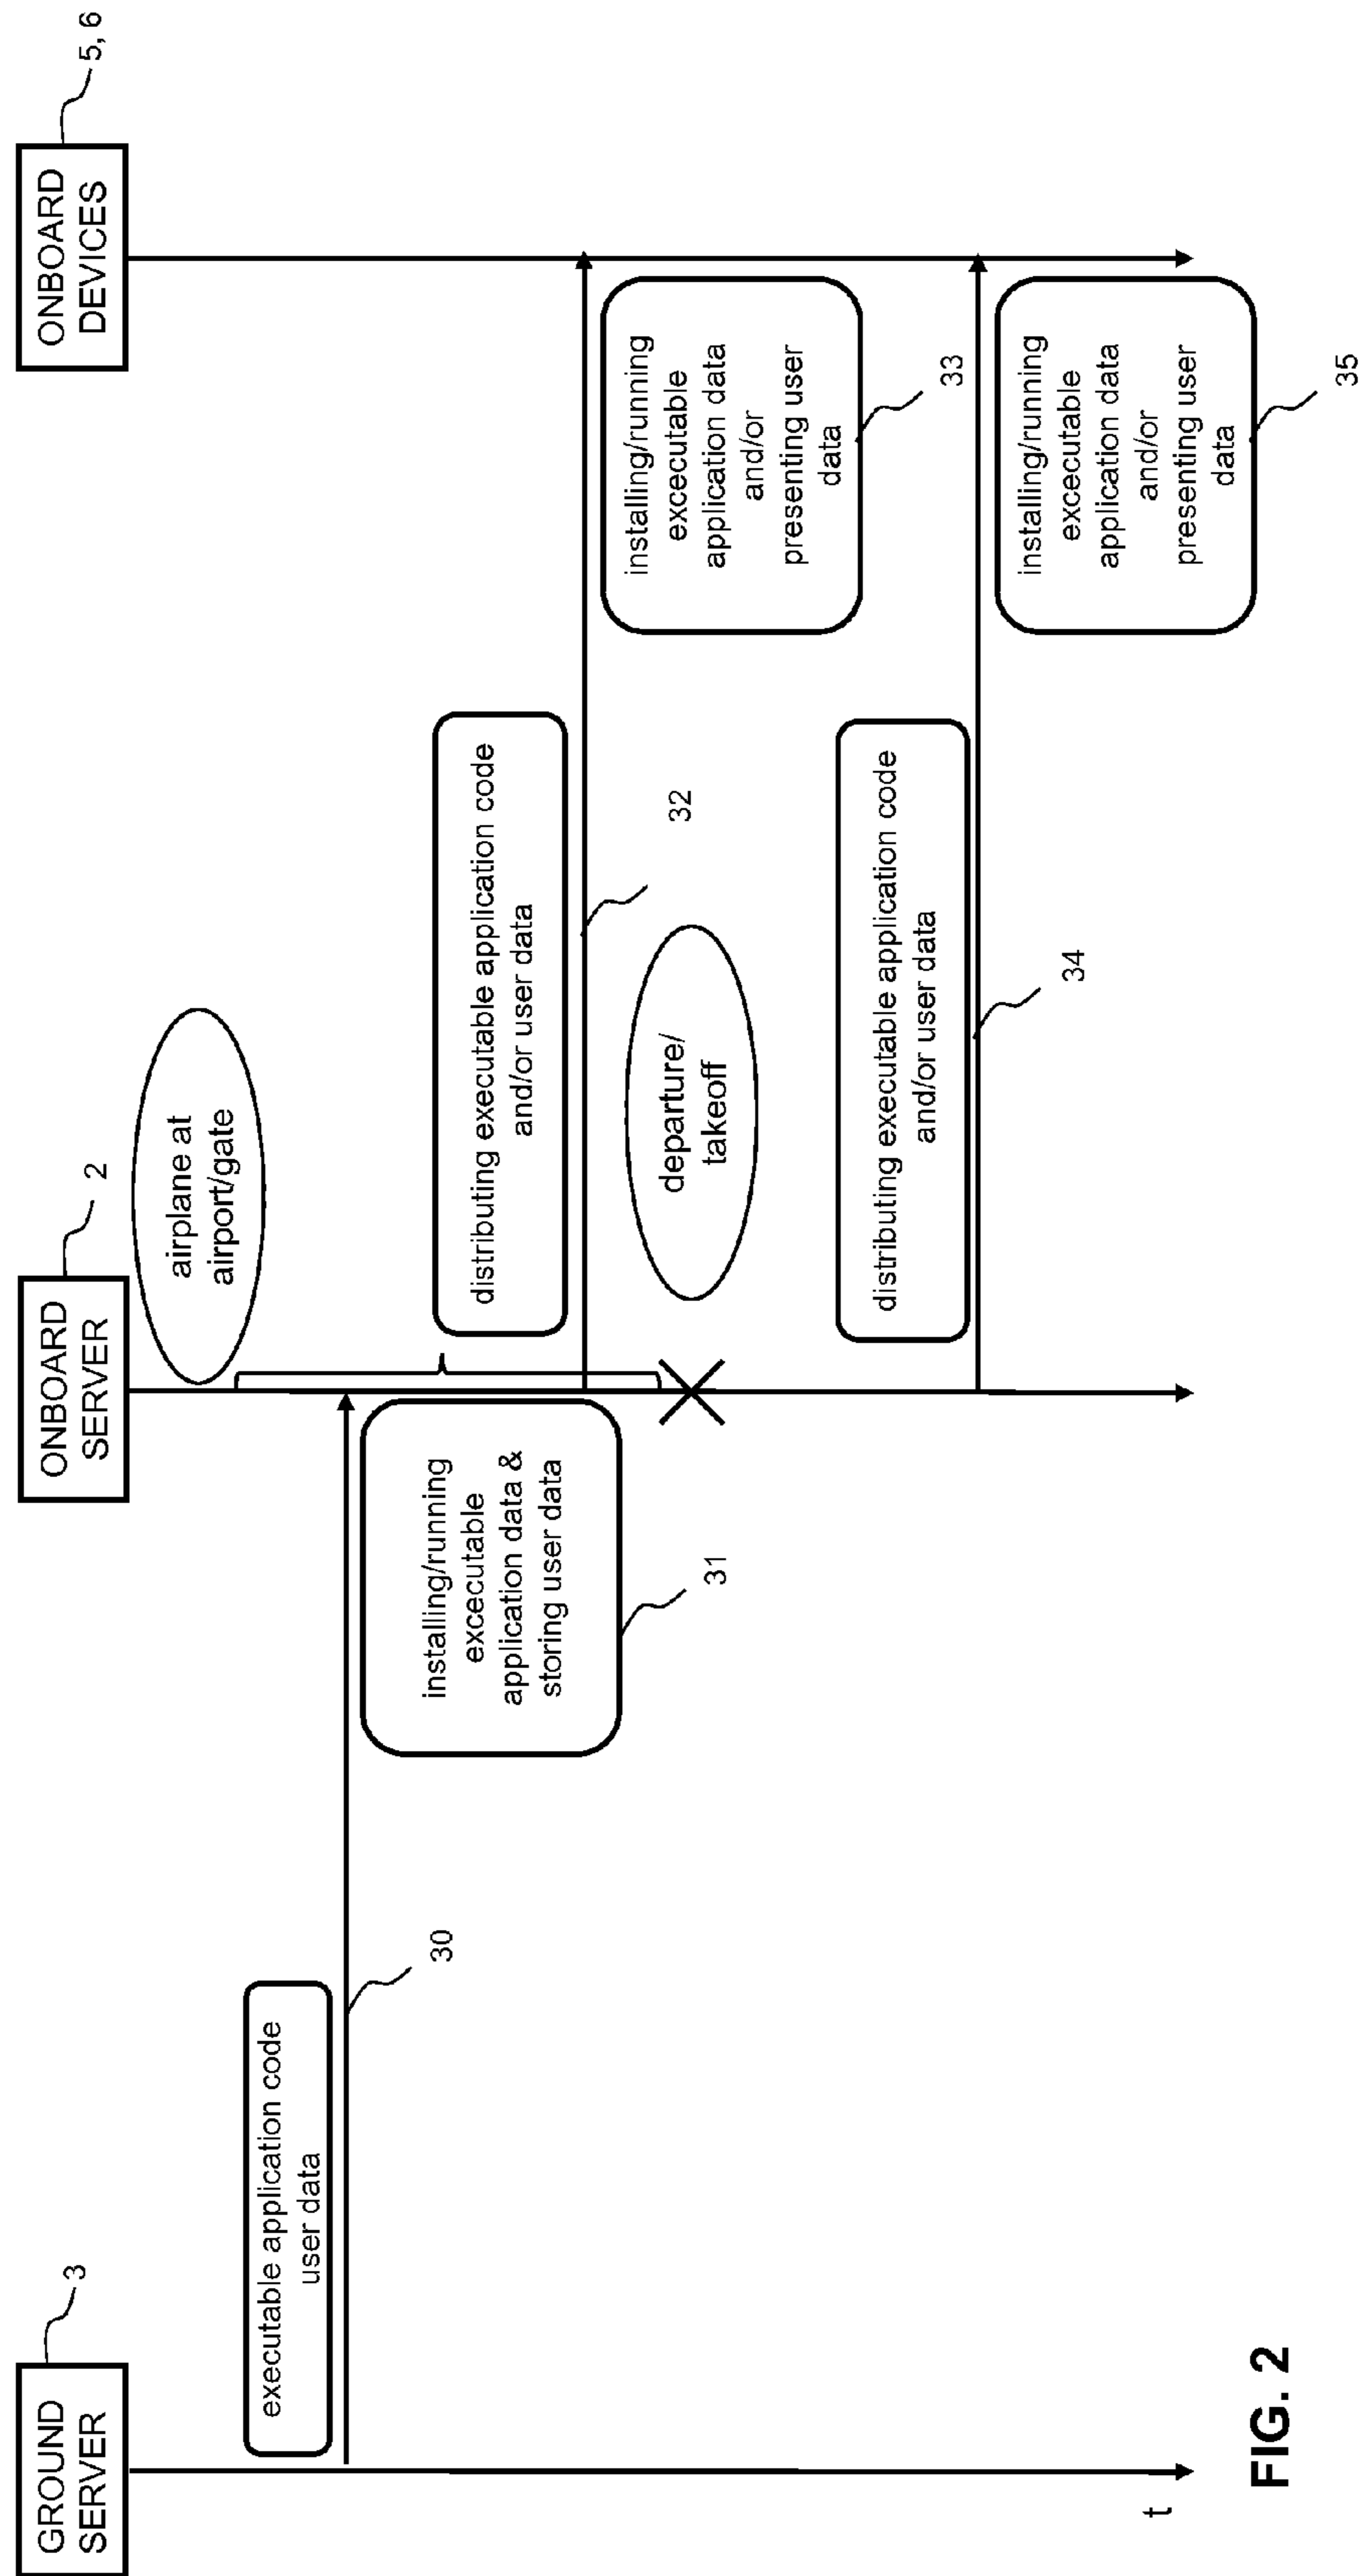 GROUND
SERVER
3
ONBOARD
SERVER
2
ONBOARD
DEVICES
5, 6
airplane at
airport/gate
executable application code
user data
30
installing/running
excecutable
application data &
storing user data
31
distributing executable application code
and/or user data
32
installing/running
excecutable
application data
and/or
presenting user
data
33
departure/
takeoff
distributing executable application code
and/or user data
34
installing/running
excecutable
application data
and/or
presenting user
data
35
t
FIG. 2